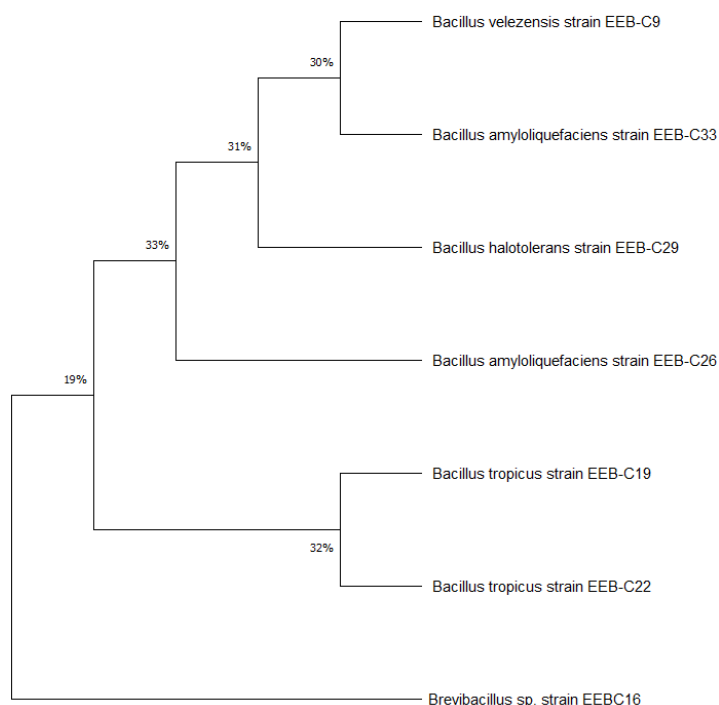 Bacillus velezensis strain EEB-C9
30%
Bacillus amyloliquefaciens strain EEB-C33
31%
Bacillus halotolerans strain EEB-C29
33%
Bacillus amyloliquefaciens strain EEB-C26
19%
Bacillus tropicus strain EEB-C19
32%
Bacillus tropicus strain EEB-C22
Brevibacillus sp. strain EEBC16